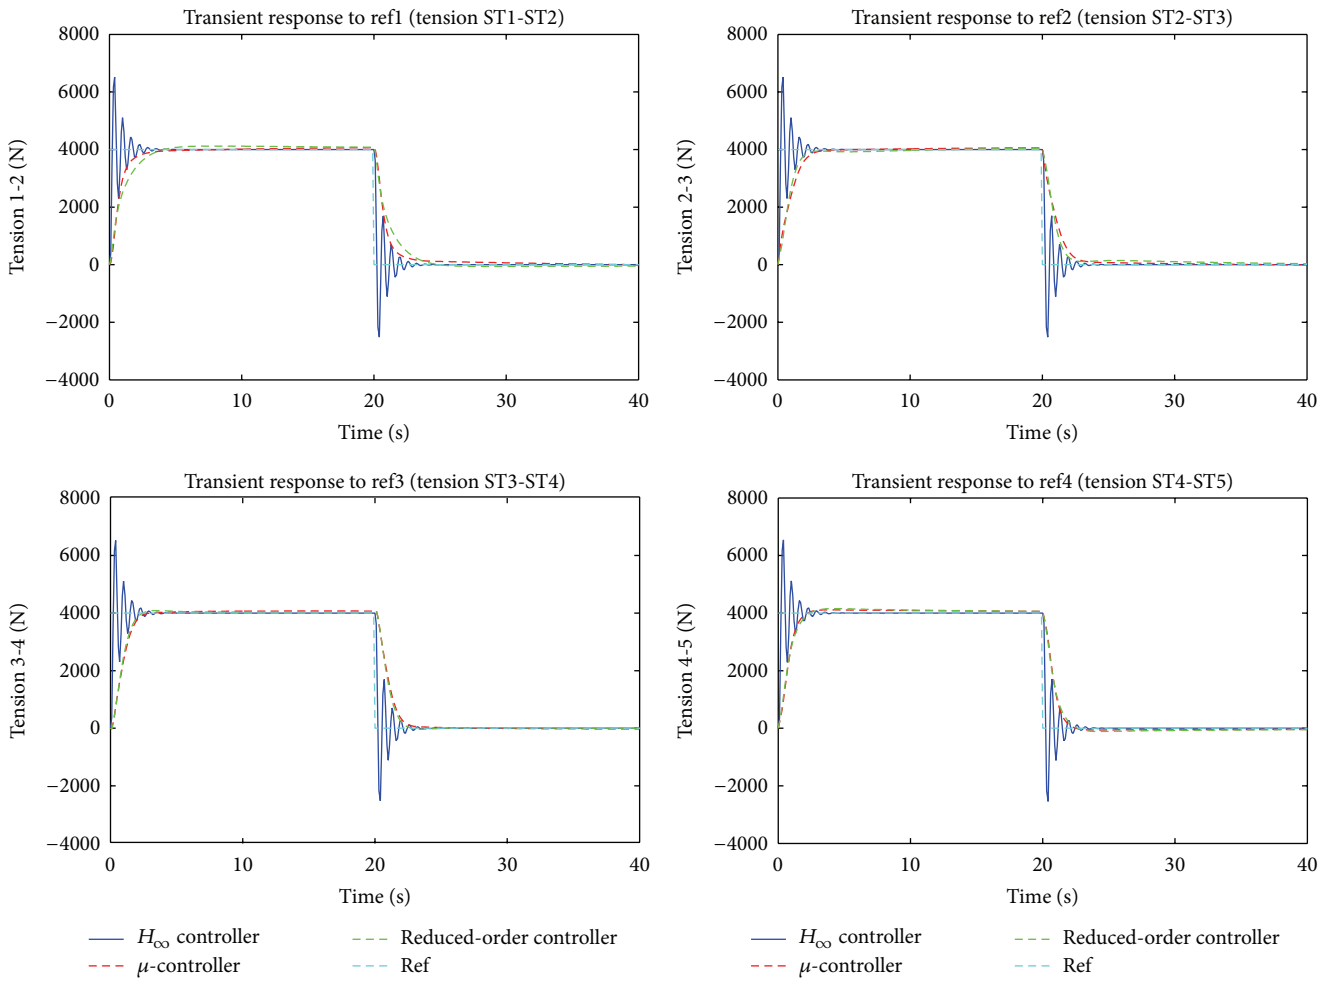 Transient response to ref1 (tension ST1-ST2)
8000
6000
4000
2000
0
−2000
−4000
Tension 1-2 (N)
0 10 20 30 40
Time (s)
Transient response to ref2 (tension ST2-ST3)
8000
6000
4000
2000
0
−2000
−4000
Tension 2-3 (N)
0 10 20 30 40
Time (s)
Transient response to ref3 (tension ST3-ST4)
8000
6000
4000
2000
0
−2000
−4000
Tension 3-4 (N)
0 10 20 30 40
Time (s)
Transient response to ref4 (tension ST4-ST5)
8000
6000
4000
2000
0
−2000
−4000
Tension 4-5 (N)
0 10 20 30 40
Time (s)
H∞ controller
μ-controller
Reduced-order controller
Ref
H∞ controller
μ-controller
Reduced-order controller
Ref